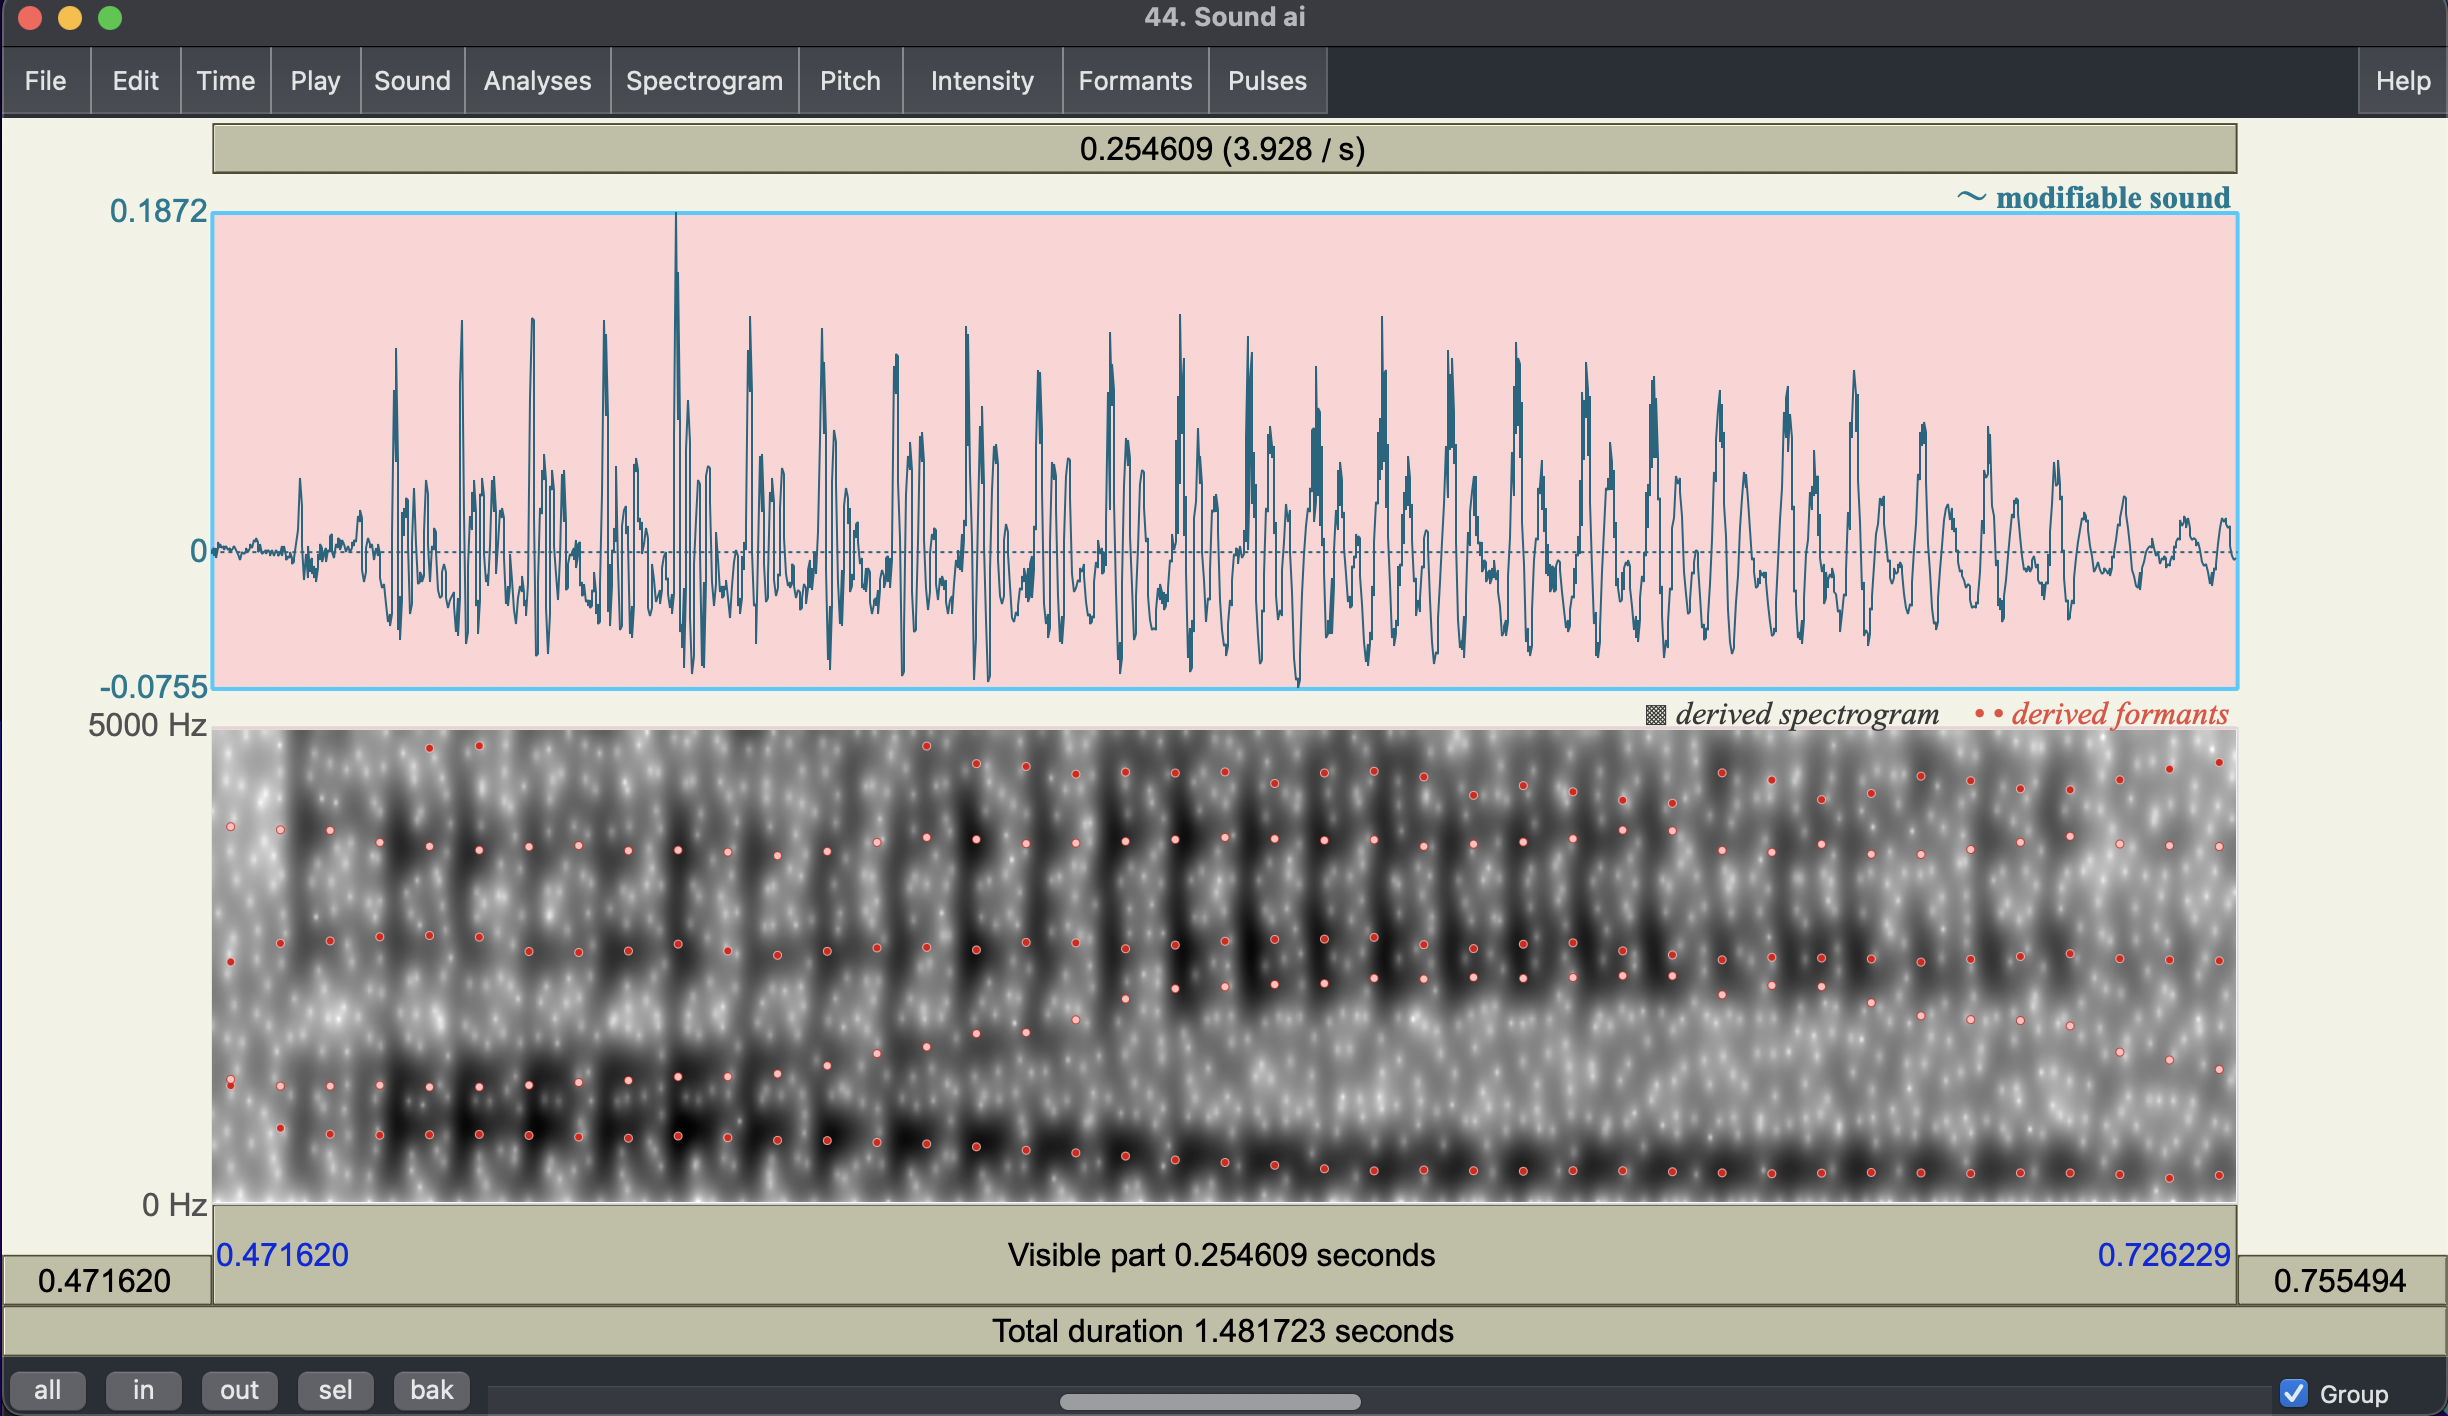 44. Sound ai
File Edit Time Play Sound Analyses Spectrogram Pitch Intensity Formants Pulses Help
0.254609 (3.928 / s)
~ modifiable sound
0.1872
0
-0.0755
derived spectrogram •• derived formants
5000 Hz
0 Hz
0.471620 Visible part 0.254609 seconds 0.726229
0.471620 0.755494
Total duration 1.481723 seconds
all in out sel bak Group